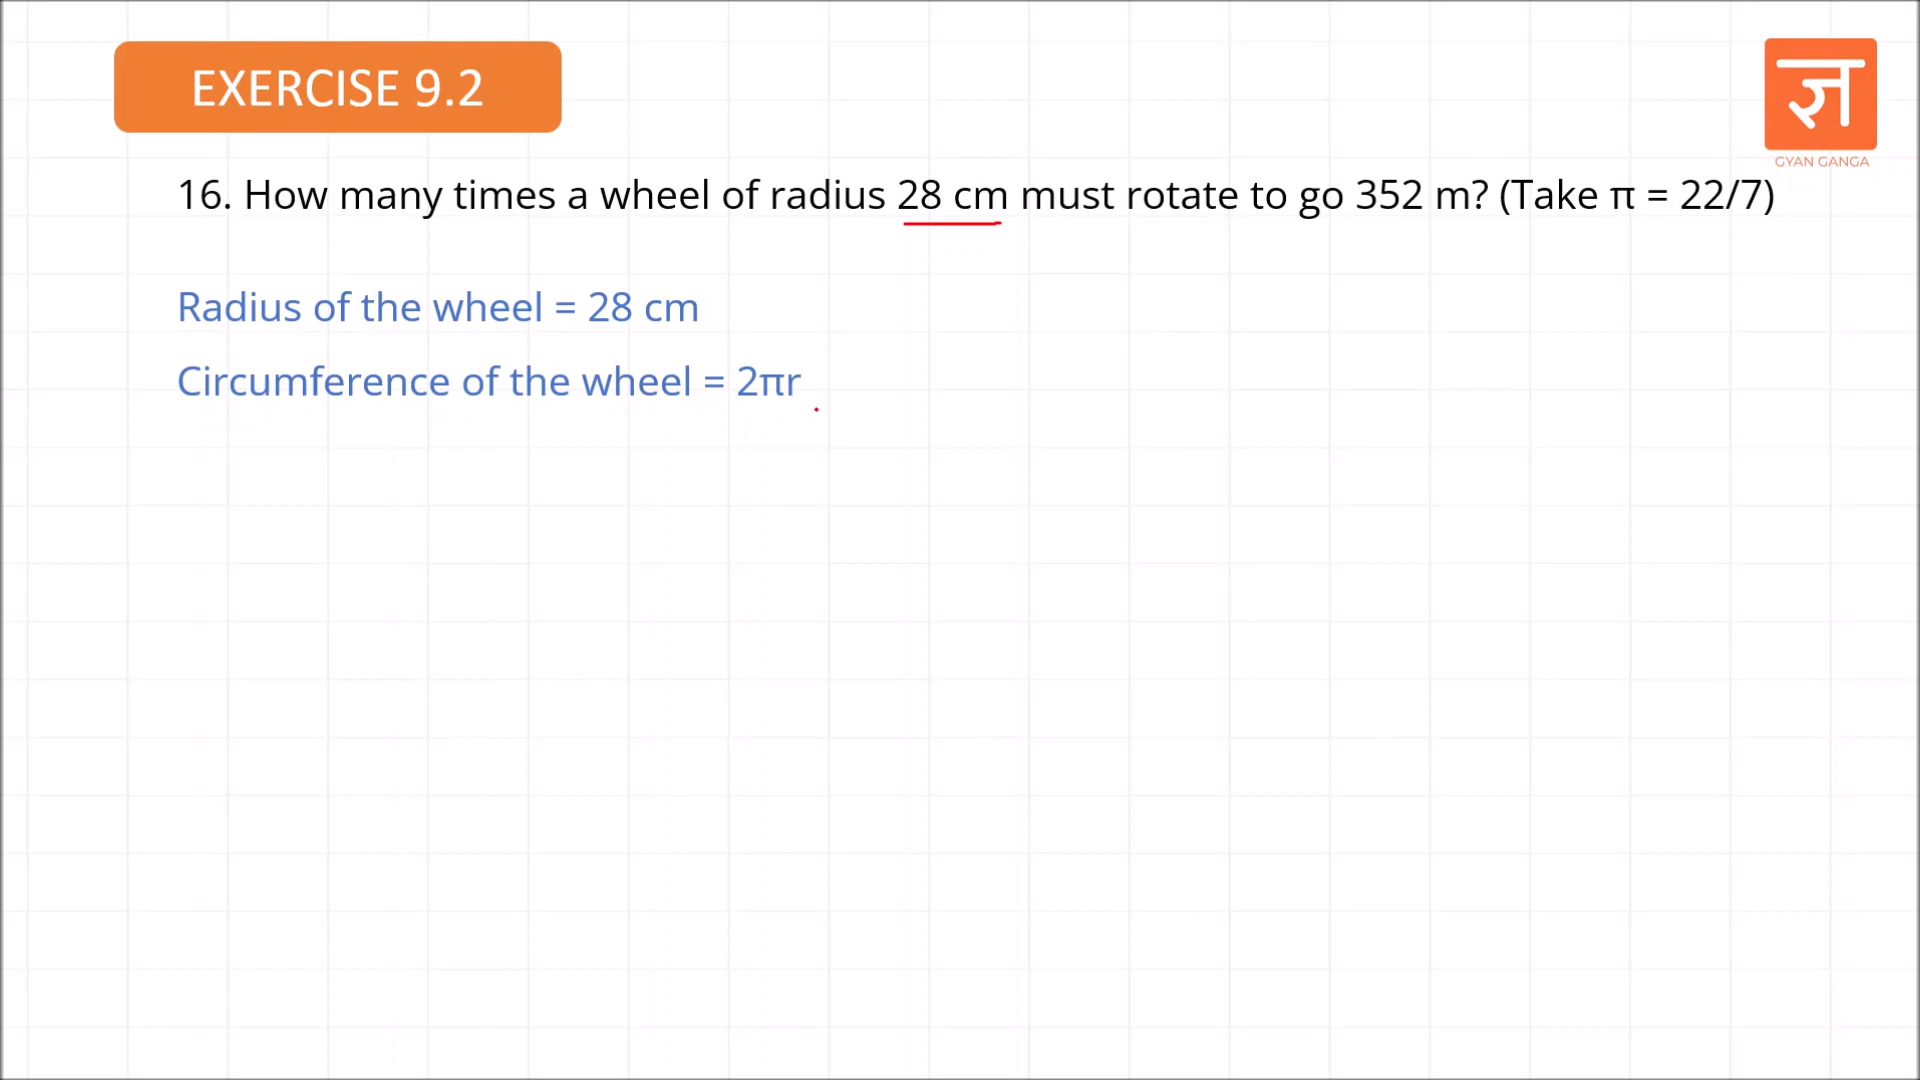 EXERCISE 9.2
ज्ञ
GYAN GANGA
16. How many times a wheel of radius 28 cm must rotate to go 352 m? (Take π = 22/7)
Radius of the wheel = 28 cm
Circumference of the wheel = 2πr